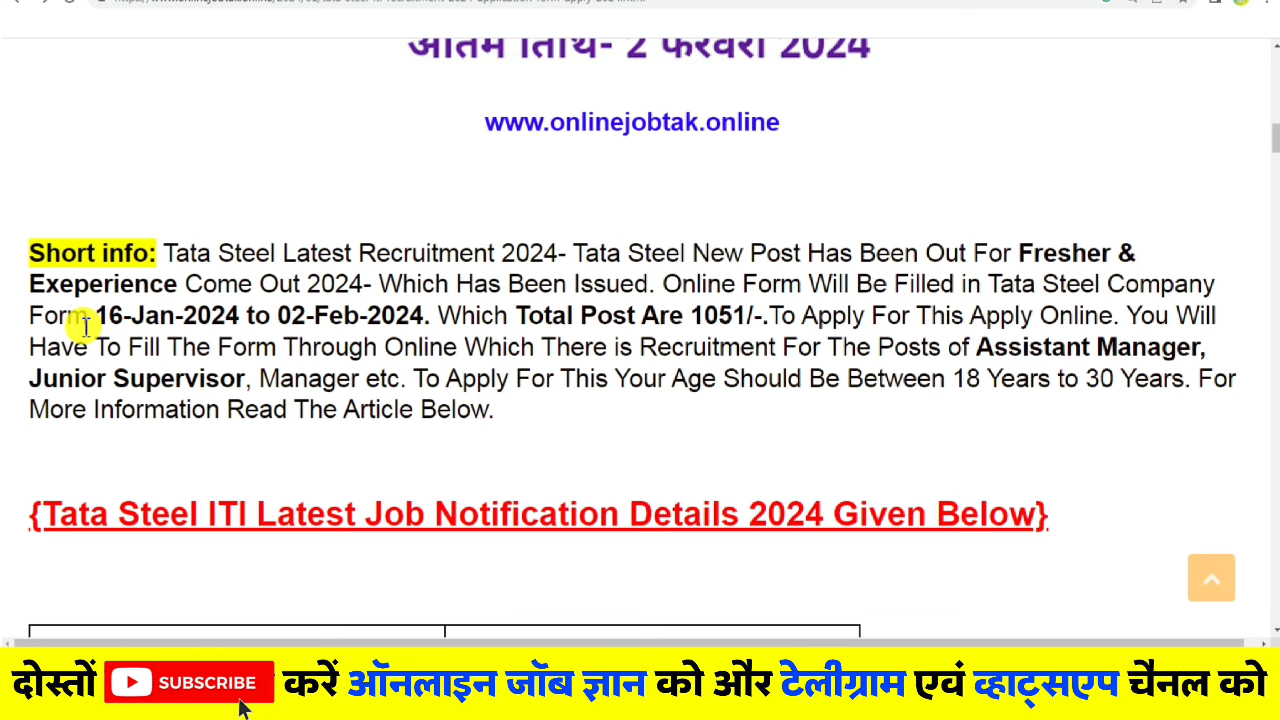 अंतिम तिथि- 2 फरवरी 2024
www.onlinejobtak.online
Short info: Tata Steel Latest Recruitment 2024- Tata Steel New Post Has Been Out For Fresher &
Exeperience Come Out 2024- Which Has Been Issued. Online Form Will Be Filled in Tata Steel Company
Form 16-Jan-2024 to 02-Feb-2024. Which Total Post Are 1051/-.To Apply For This Apply Online. You Will
Have To Fill The Form Through Online Which There is Recruitment For The Posts of Assistant Manager,
Junior Supervisor, Manager etc. To Apply For This Your Age Should Be Between 18 Years to 30 Years. For
More Information Read The Article Below.
{Tata Steel ITI Latest Job Notification Details 2024 Given Below}
दोस्तों SUBSCRIBE करें ऑनलाइन जॉब ज्ञान को और टेलीग्राम एवं व्हाट्सएप चैनल को